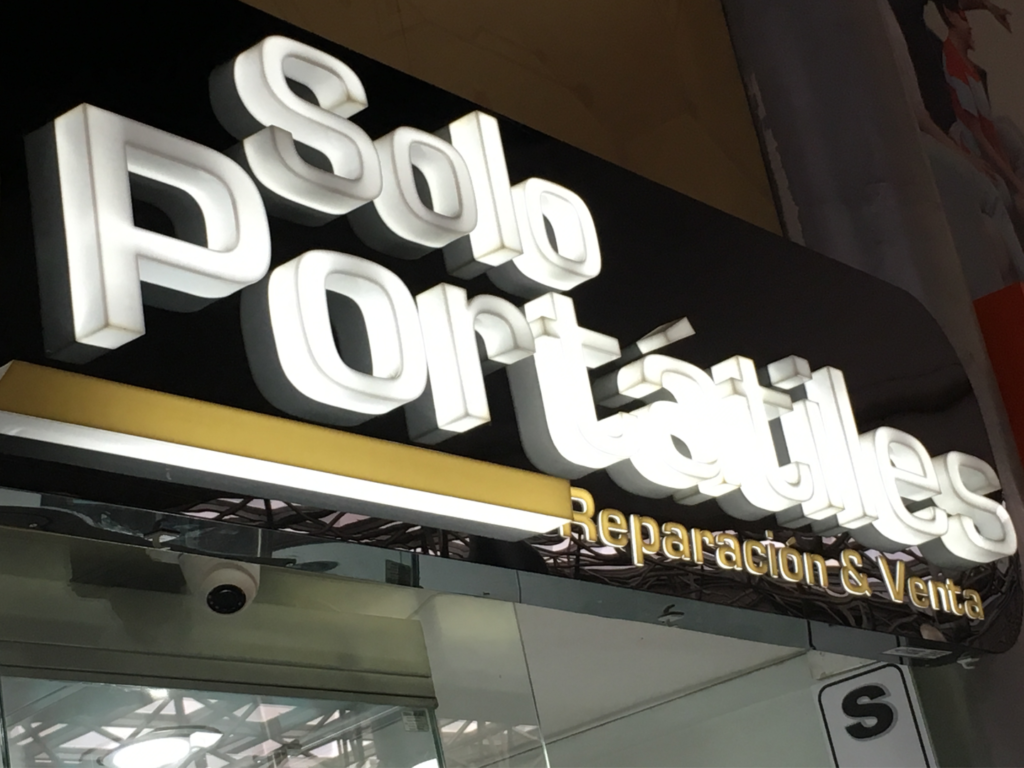 Solo
Portátiles
Reparación & Venta
S